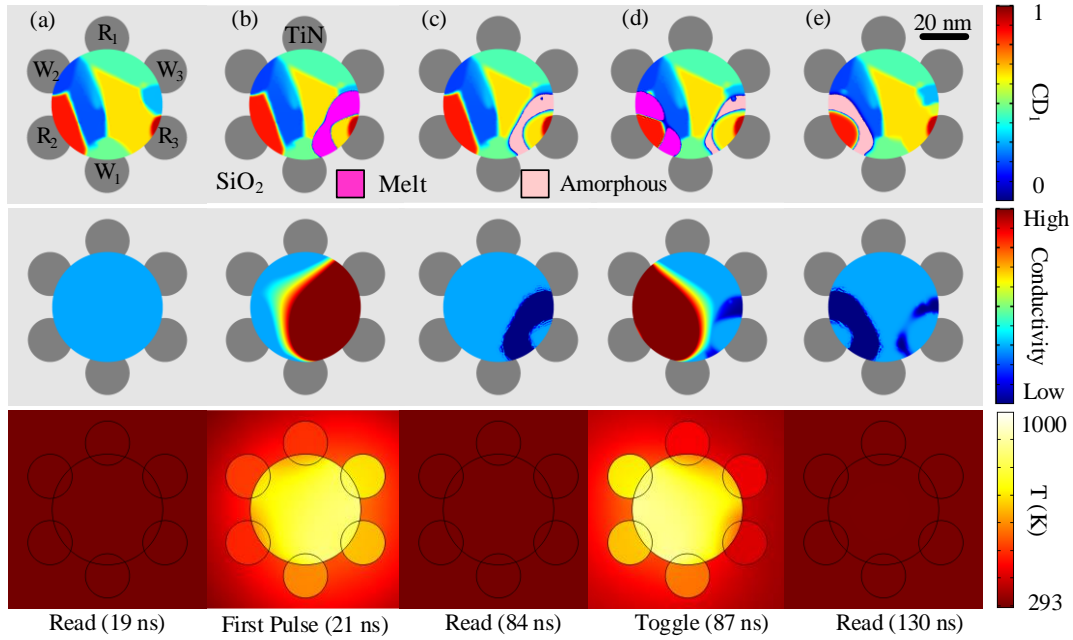 (a) (b) (c) (d) (e) 20 nm 1
R1 TiN
W2 W3
CD1
R2 R3
W1
0
SiO2 Melt Amorphous
High
Conductivity
Low
1000
T (K)
293
Read (19 ns) First Pulse (21 ns) Read (84 ns) Toggle (87 ns) Read (130 ns)